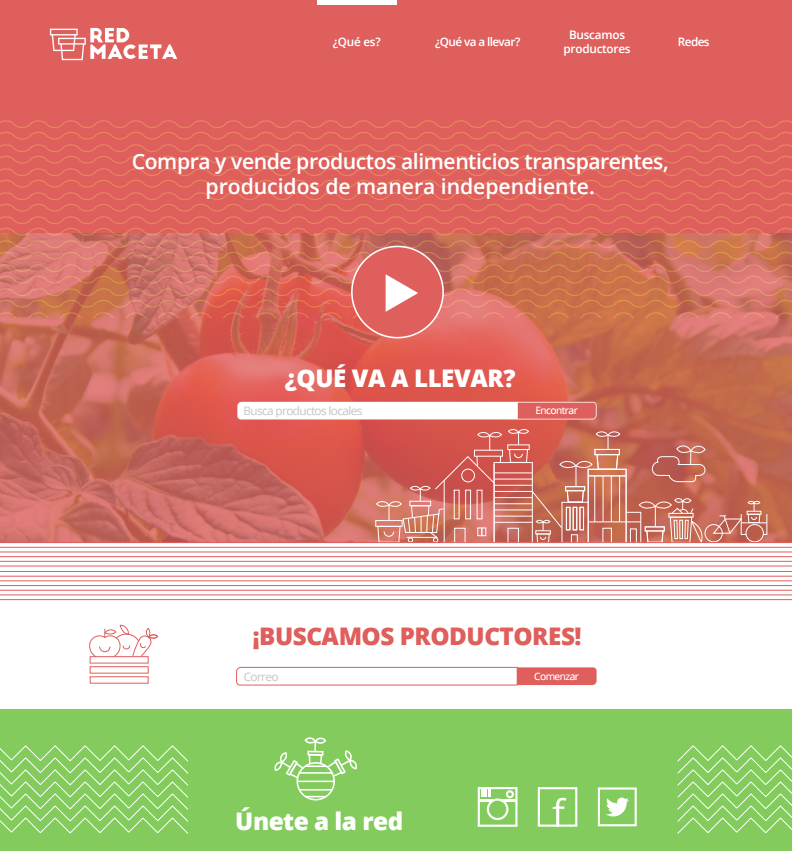 RED
MACETA
¿Qué es?
¿Qué va a llevar?
Buscamos
productores
Redes
Compra y vende productos alimenticios transparentes,
producidos de manera independiente.
¿QUÉ VA A LLEVAR?
Busca productos locales
Encontrar
¡BUSCAMOS PRODUCTORES!
Correo
Comenzar
Únete a la red